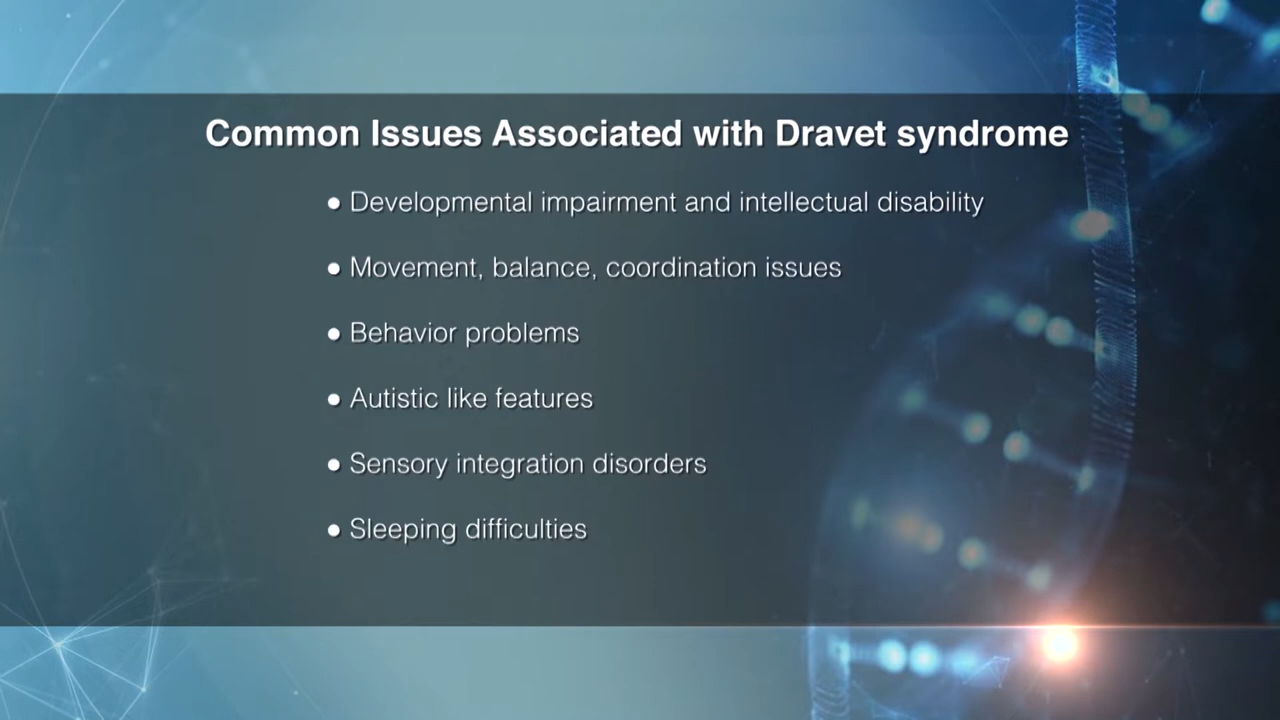 Common Issues Associated with Dravet syndrome
● Developmental impairment and intellectual disability
● Movement, balance, coordination issues
● Behavior problems
● Autistic like features
● Sensory integration disorders
● Sleeping difficulties